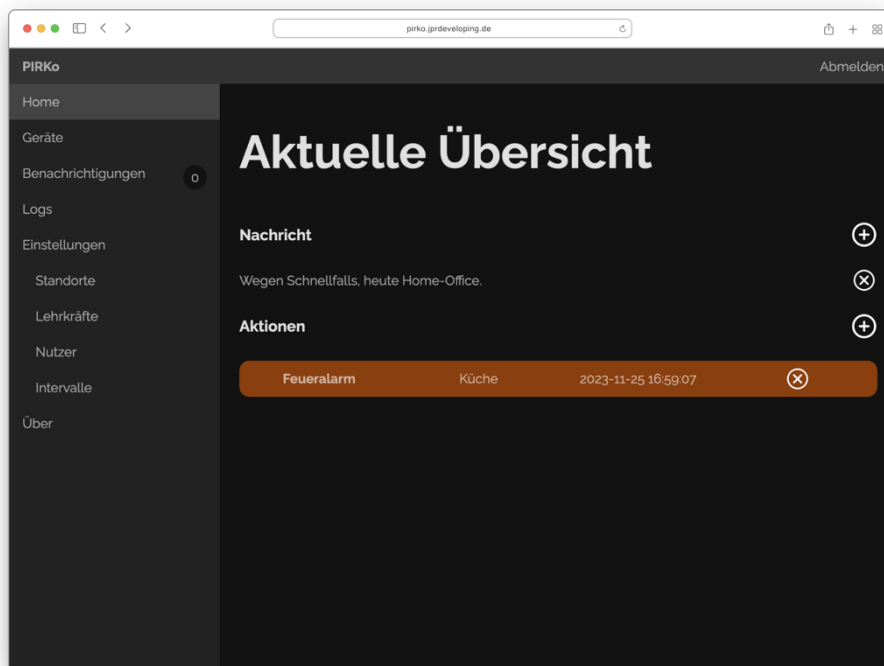 pirko.jprdeveloping.de
PIRKo
Abmelden
Home
Geräte
Benachrichtigungen 0
Logs
Einstellungen
Standorte
Lehrkräfte
Nutzer
Intervalle
Über
Aktuelle Übersicht
Nachricht
Wegen Schnellfalls, heute Home-Office.
Aktionen
Feueralarm Küche 2023-11-25 16:59:07